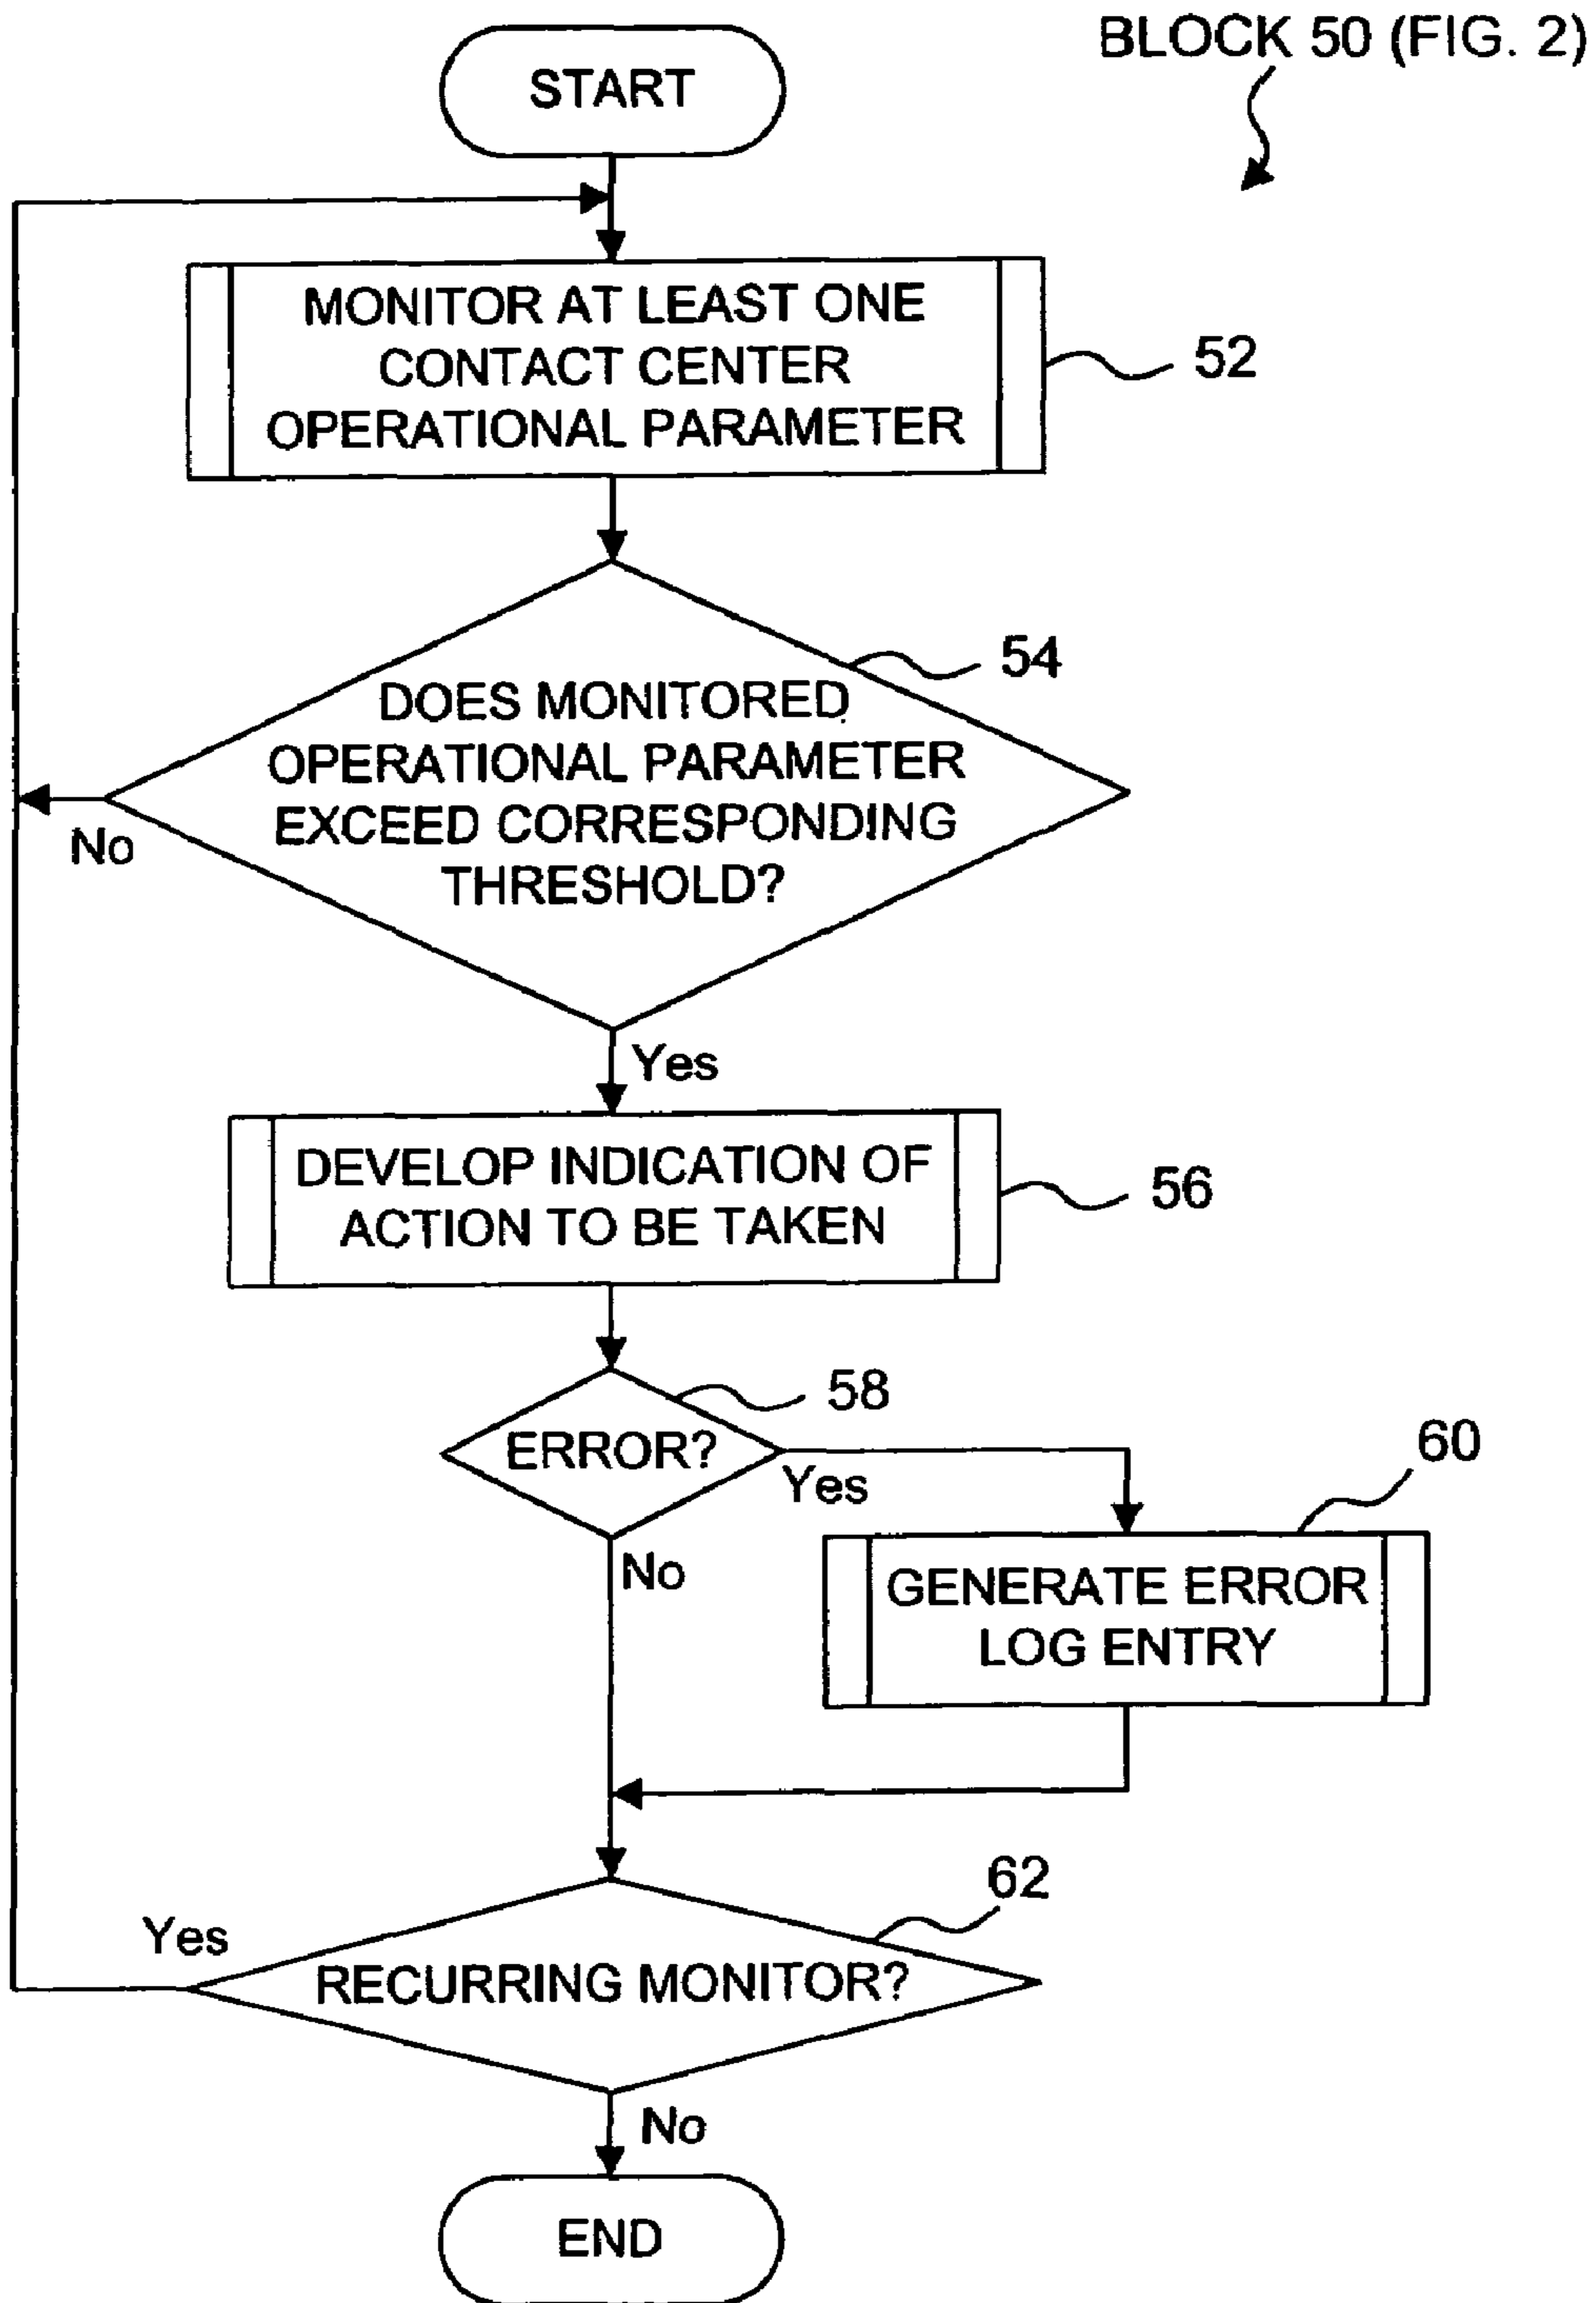 BLOCK 50 (FIG. 2)
START
MONITOR AT LEAST ONE
CONTACT CENTER
OPERATIONAL PARAMETER
52
54
DOES MONITORED
OPERATIONAL PARAMETER
EXCEED CORRESPONDING
THRESHOLD?
No
Yes
DEVELOP INDICATION OF
ACTION TO BE TAKEN
56
58
ERROR?
Yes
No
60
GENERATE ERROR
LOG ENTRY
62
Yes
RECURRING MONITOR?
No
END